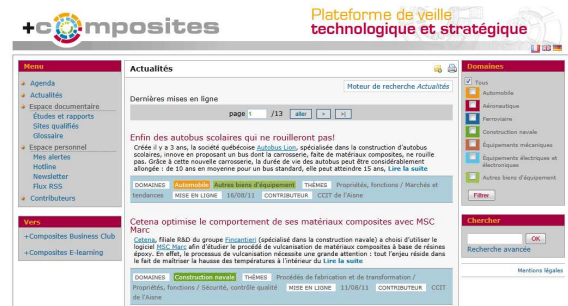 +composites
Plateforme de veille
technologique et stratégique
Menu
Agenda
Actualités
Espace documentaire
Études et rapports
Sites qualifiés
Glossaire
Espace personnel
Mes alertes
Hotline
Newsletter
Flux RSS
Contributeurs
Vers
+Composites Business Club
+Composites E-learning
Actualités
Moteur de recherche Actualités
Dernières mises en ligne
page 1 /13 aller > >|
Enfin des autobus scolaires qui ne rouilleront pas!
Créée il y a 3 ans, la société québécoise Autobus Lion, spécialisée dans la construction d'autobus
scolaires, innove en proposant un bus dont la carrosserie, faite de matériaux composites, ne rouille
pas. Grâce à cette nouvelle carrosserie, la durée de vie des autobus peut être considérablement
allongée : de 10 ans en moyenne pour un bus standard, elle peut atteindre 15 ans, Lire la suite
DOMAINES Automobile Autres biens d'équipement THÈMES Propriétés, fonctions / Marchés et
tendances MISE EN LIGNE 16/08/11 CONTRIBUTEUR CCIT de l'Aisne
Cetena optimise le comportement de ses matériaux composites avec MSC
Marc
Cetena, filiale R&D du groupe Fincantieri (spécialisé dans la construction navale) a choisi d'utiliser le
logiciel MSC Marc afin d'étudier le procédé de vulcanisation de matériaux composites à base de résines
époxy. En effet, le processus de vulcanisation nécessite une grande attention : tout l'enjeu réside dans
le fait de maîtriser la hausse des températures à l'intérieur du Lire la suite
DOMAINES Construction navale THÈMES Procédés de fabrication et de transformation /
Propriétés, fonctions / Sécurité, contrôle qualité MISE EN LIGNE 11/08/11 CONTRIBUTEUR CCIT
de l'Aisne
Domaines
Tous
Automobile
Aéronautique
Ferroviaire
Construction navale
Équipements mécaniques
Équipements électriques et
électroniques
Autres biens d'équipement
Filtrer
Chercher
OK
Recherche avancée
Mentions légales